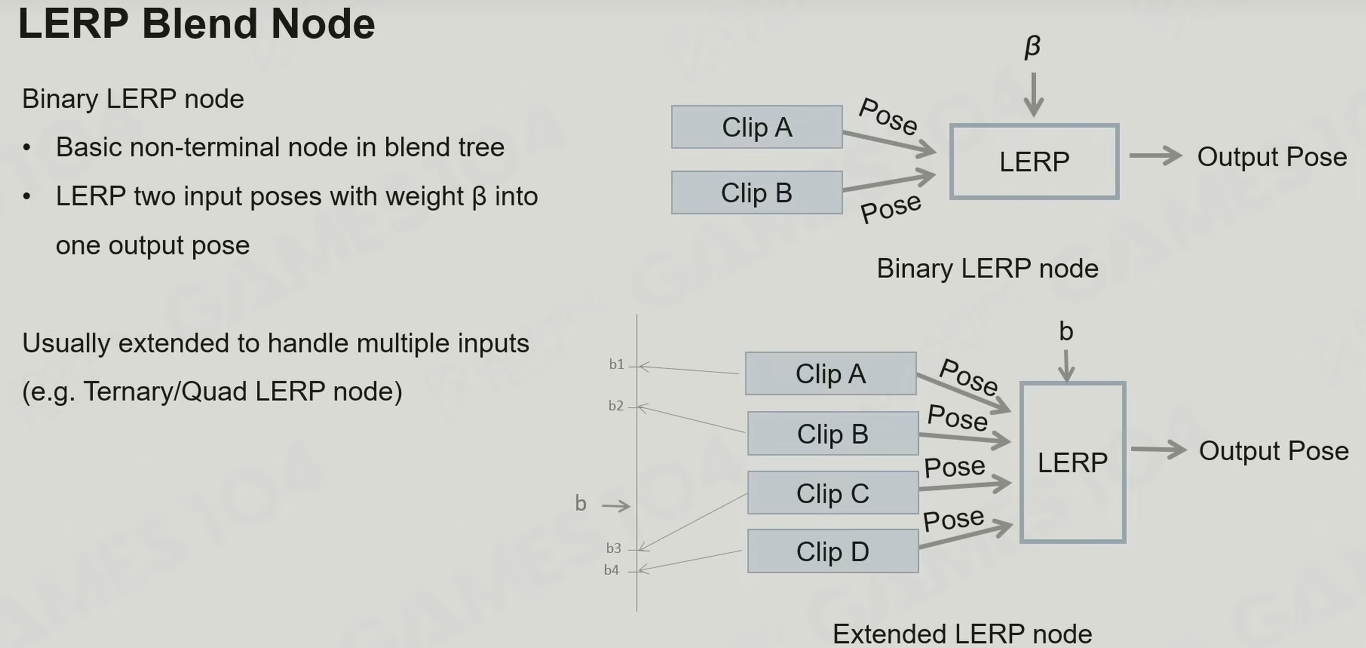 LERP Blend Node
Binary LERP node
• Basic non-terminal node in blend tree
• LERP two input poses with weight β into
one output pose
Usually extended to handle multiple inputs
(e.g. Ternary/Quad LERP node)
β
Clip A
Pose
Clip B
Pose
LERP
Output Pose
Binary LERP node
b1
b2
b
b3
b4
Clip A
Pose
Clip B
Pose
Clip C
Pose
Clip D
Pose
b
LERP
Output Pose
Extended LERP node
GAMES104